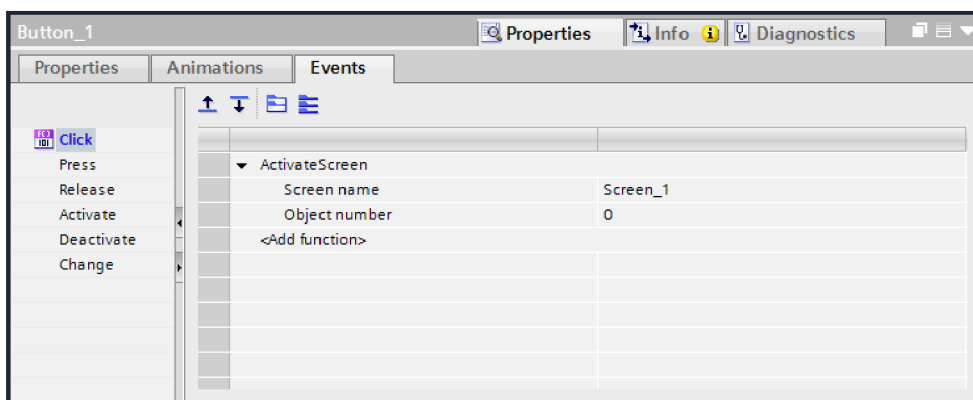 Button_1 Properties Info Diagnostics
Properties Animations Events
Click
Press
Release
Activate
Deactivate
Change
ActivateScreen
Screen name Screen_1
Object number 0
<Add function>